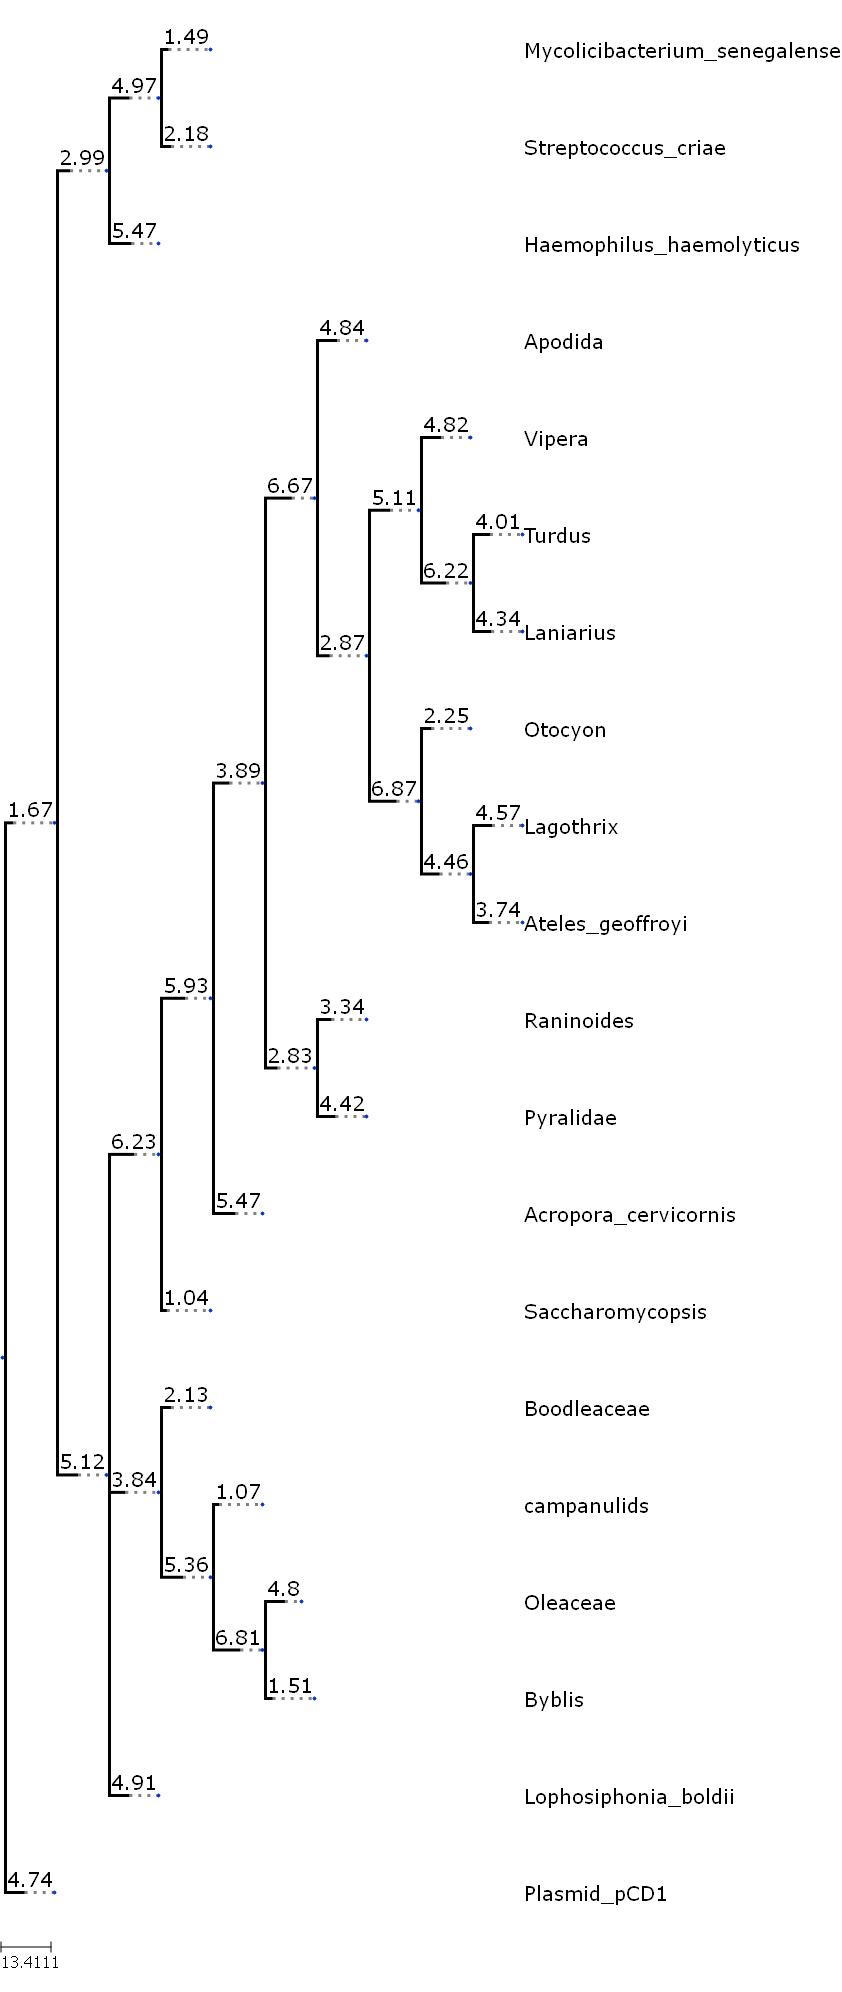 1.49
Mycolicibacterium_senegalense
4.97
2.18
Streptococcus_criae
2.99
5.47
Haemophilus_haemolyticus
4.84
Apodida
4.82
Vipera
6.67
5.11
4.01
Turdus
6.22
4.34
Laniarius
2.87
2.25
Otocyon
3.89
6.87
1.67
4.57
Lagothrix
4.46
3.74
Ateles_geoffroyi
5.93
3.34
Raninoides
2.83
4.42
Pyralidae
6.23
5.47
Acropora_cervicornis
1.04
Saccharomycopsis
2.13
Boodleaceae
5.12
3.84
1.07
campanulids
5.36
4.8
Oleaceae
6.81
1.51
Byblis
4.91
Lophosiphonia_boldii
4.74
Plasmid_pCD1
13.4111